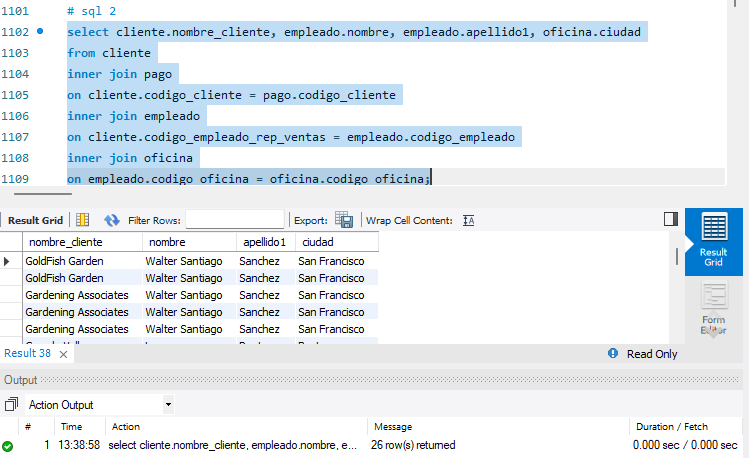 1101 # sql 2
1102 select cliente.nombre_cliente, empleado.nombre, empleado.apellido1, oficina.ciudad
1103 from cliente
1104 inner join pago
1105 on cliente.codigo_cliente = pago.codigo_cliente
1106 inner join empleado
1107 on cliente.codigo_empleado_rep_ventas = empleado.codigo_empleado
1108 inner join oficina
1109 on empleado.codigo_oficina = oficina.codigo_oficina;
Result Grid Filter Rows: Export: Wrap Cell Content: IA
nombre_cliente nombre apellido1 ciudad
GoldFish Garden Walter Santiago Sanchez San Francisco
GoldFish Garden Walter Santiago Sanchez San Francisco
Gardening Associates Walter Santiago Sanchez San Francisco
Gardening Associates Walter Santiago Sanchez San Francisco
Gardening Associates Walter Santiago Sanchez San Francisco
Result
Grid
Form
Editor
Result 38 × Read Only
Output
Action Output
# Time Action Message Duration / Fetch
1 13:38:58 select cliente.nombre_cliente, empleado.nombre, e... 26 row(s) returned 0.000 sec / 0.000 sec